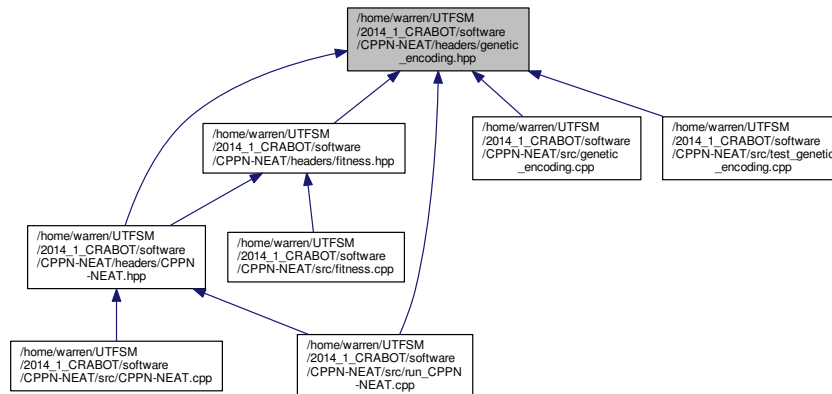 /home/warren/UTFSM
/2014_1_CRABOT/software
/CPPN-NEAT/headers/genetic
_encoding.hpp
/home/warren/UTFSM
/2014_1_CRABOT/software
/CPPN-NEAT/headers/fitness.hpp
/home/warren/UTFSM
/2014_1_CRABOT/software
/CPPN-NEAT/src/genetic
_encoding.cpp
/home/warren/UTFSM
/2014_1_CRABOT/software
/CPPN-NEAT/src/test_genetic
_encoding.cpp
/home/warren/UTFSM
/2014_1_CRABOT/software
/CPPN-NEAT/headers/CPPN
-NEAT.hpp
/home/warren/UTFSM
/2014_1_CRABOT/software
/CPPN-NEAT/src/fitness.cpp
/home/warren/UTFSM
/2014_1_CRABOT/software
/CPPN-NEAT/src/CPPN-NEAT.cpp
/home/warren/UTFSM
/2014_1_CRABOT/software
/CPPN-NEAT/src/run_CPPN
-NEAT.cpp